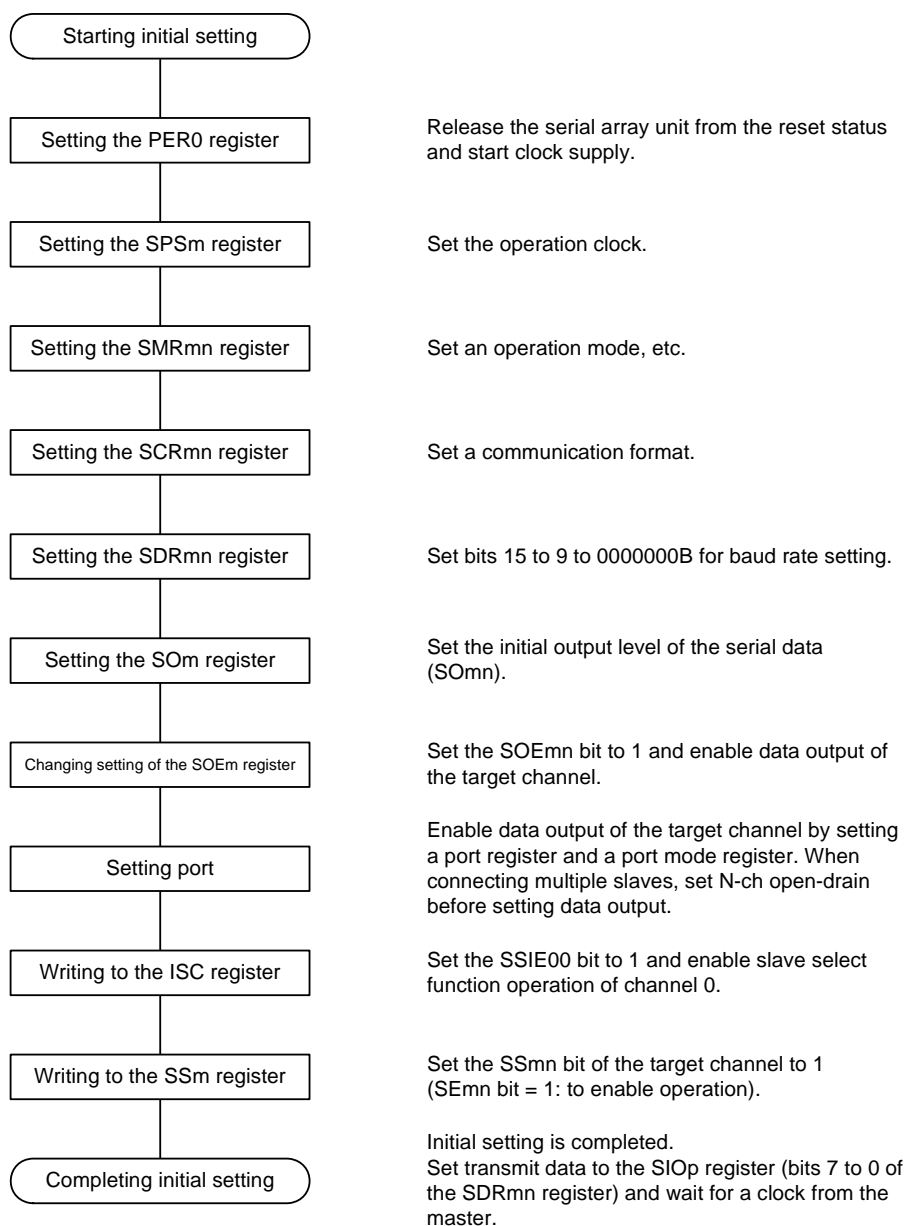 Starting initial setting
Setting the PER0 register
Release the serial array unit from the reset status
and start clock supply.
Setting the SPSm register
Set the operation clock.
Setting the SMRmn register
Set an operation mode, etc.
Setting the SCRmn register
Set a communication format.
Setting the SDRmn register
Set bits 15 to 9 to 0000000B for baud rate setting.
Setting the SOm register
Set the initial output level of the serial data
(SOmn).
Changing setting of the SOEm register
Set the SOEmn bit to 1 and enable data output of
the target channel.
Setting port
Enable data output of the target channel by setting
a port register and a port mode register. When
connecting multiple slaves, set N-ch open-drain
before setting data output.
Writing to the ISC register
Set the SSIE00 bit to 1 and enable slave select
function operation of channel 0.
Writing to the SSm register
Set the SSmn bit of the target channel to 1
(SEmn bit = 1: to enable operation).
Completing initial setting
Initial setting is completed.
Set transmit data to the SIOp register (bits 7 to 0 of
the SDRmn register) and wait for a clock from the
master.